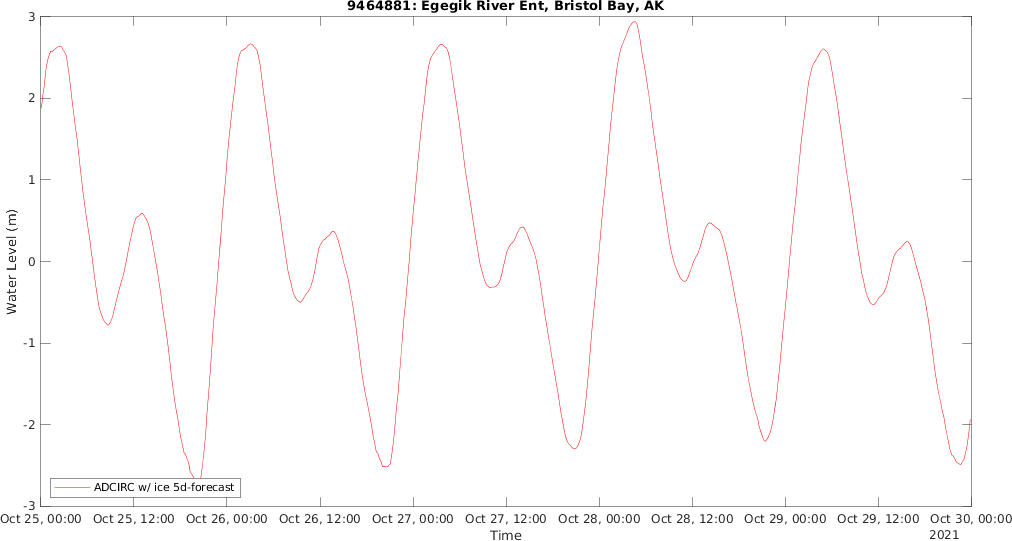 9464881: Egegik River Ent, Bristol Bay, AK
3
2
1
0
-1
-2
-3
Water Level (m)
ADCIRC w/ ice 5d-forecast
Oct 25, 00:00 Oct 25, 12:00 Oct 26, 00:00 Oct 26, 12:00 Oct 27, 00:00 Oct 27, 12:00 Oct 28, 00:00 Oct 28, 12:00 Oct 29, 00:00 Oct 29, 12:00 Oct 30, 00:00
Time
2021